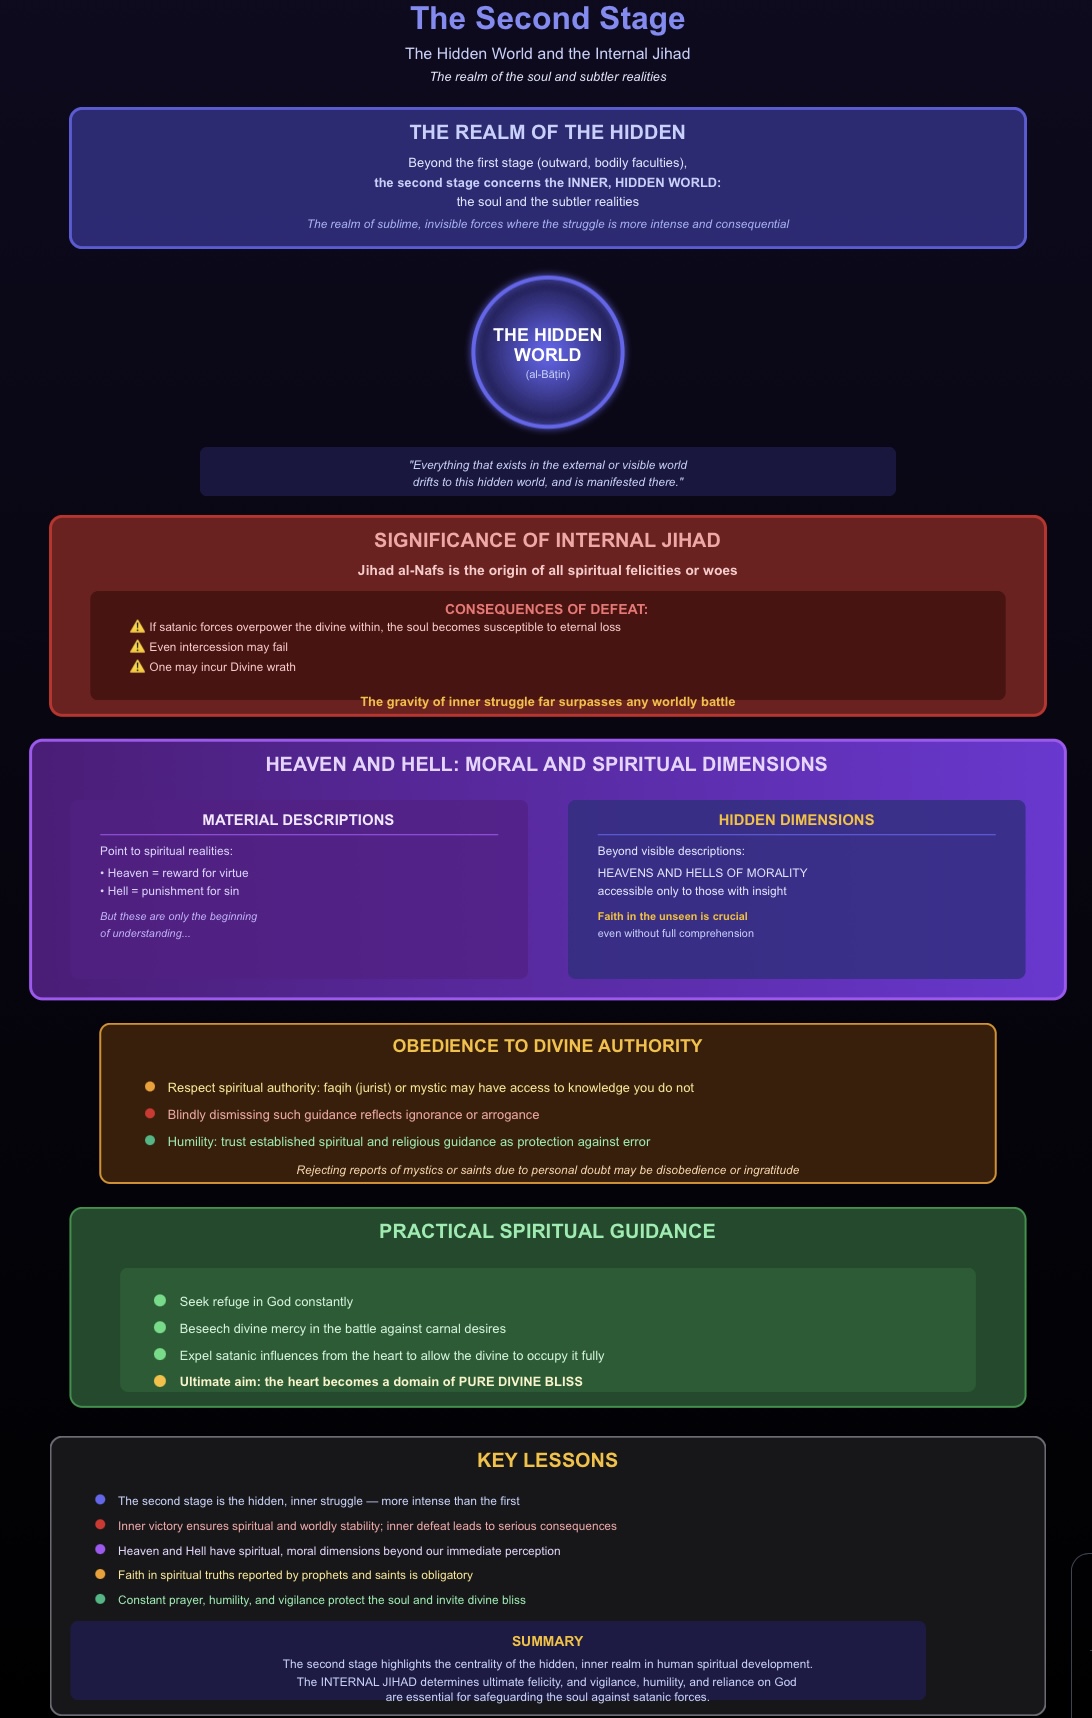 The Second Stage
The Hidden World and the Internal Jihad
The realm of the soul and subtler realities
THE REALM OF THE HIDDEN
Beyond the first stage (outward, bodily faculties),
the second stage concerns the INNER, HIDDEN WORLD:
the soul and the subtler realities
The realm of sublime, invisible forces where the struggle is more intense and consequential
THE HIDDEN
WORLD
(al-Bāṭin)
"Everything that exists in the external or visible world
drifts to this hidden world, and is manifested there."
SIGNIFICANCE OF INTERNAL JIHAD
Jihad al-Nafs is the origin of all spiritual felicities or woes
CONSEQUENCES OF DEFEAT:
⚠️ If satanic forces overpower the divine within, the soul becomes susceptible to eternal loss
⚠️ Even intercession may fail
⚠️ One may incur Divine wrath
The gravity of inner struggle far surpasses any worldly battle
HEAVEN AND HELL: MORAL AND SPIRITUAL DIMENSIONS
MATERIAL DESCRIPTIONS
Point to spiritual realities:
• Heaven = reward for virtue
• Hell = punishment for sin
But these are only the beginning
of understanding...
HIDDEN DIMENSIONS
Beyond visible descriptions:
HEAVENS AND HELLS OF MORALITY
accessible only to those with insight
Faith in the unseen is crucial
even without full comprehension
OBEDIENCE TO DIVINE AUTHORITY
Respect spiritual authority: faqih (jurist) or mystic may have access to knowledge you do not
Blindly dismissing such guidance reflects ignorance or arrogance
Humility: trust established spiritual and religious guidance as protection against error
Rejecting reports of mystics or saints due to personal doubt may be disobedience or ingratitude
PRACTICAL SPIRITUAL GUIDANCE
Seek refuge in God constantly
Beseech divine mercy in the battle against carnal desires
Expel satanic influences from the heart to allow the divine to occupy it fully
Ultimate aim: the heart becomes a domain of PURE DIVINE BLISS
KEY LESSONS
The second stage is the hidden, inner struggle — more intense than the first
Inner victory ensures spiritual and worldly stability; inner defeat leads to serious consequences
Heaven and Hell have spiritual, moral dimensions beyond our immediate perception
Faith in spiritual truths reported by prophets and saints is obligatory
Constant prayer, humility, and vigilance protect the soul and invite divine bliss
SUMMARY
The second stage highlights the centrality of the hidden, inner realm in human spiritual development.
The INTERNAL JIHAD determines ultimate felicity, and vigilance, humility, and reliance on God
are essential for safeguarding the soul against satanic forces.